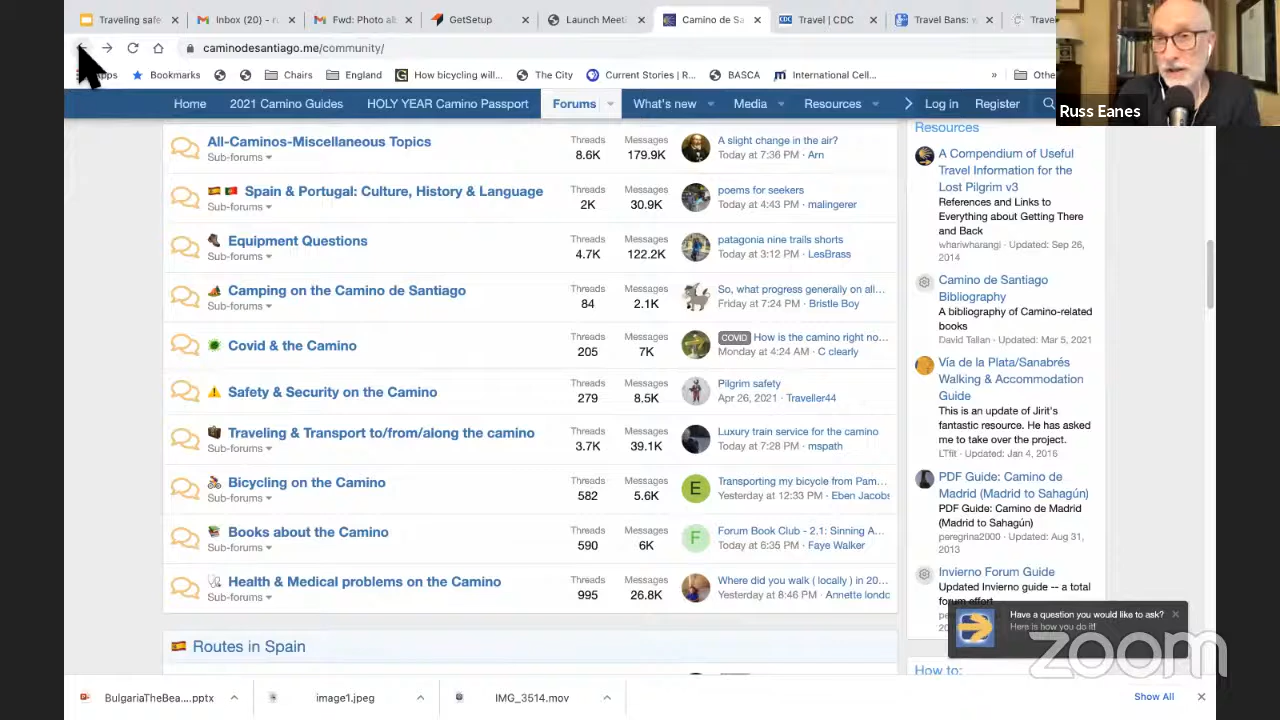 Traveling safe
Inbox (20) - r
Fwd: Photo alb
GetSetup
Launch Meeti
Camino de Sa
CDC Travel | CDC
Travel Bans: w
Trave
caminodesantiago.me/community/
Bookmarks
Chairs
England
G How bicycling will...
The City
Current Stories | R...
BASCA
International Cell...
»
Othe
Home
2021 Camino Guides
HOLY YEAR Camino Passport
Forums
What's new
Media
Resources
Log in
Register
Russ Eanes
All-Caminos-Miscellaneous Topics
Sub-forums
Threads
8.6K
Messages
179.9K
A slight change in the air?
Today at 7:36 PM · Arn
Spain & Portugal: Culture, History & Language
Sub-forums
Threads
2K
Messages
30.9K
poems for seekers
Today at 4:43 PM · malingerer
Equipment Questions
Sub-forums
Threads
4.7K
Messages
122.2K
patagonia nine trails shorts
Today at 3:12 PM · LesBrass
Camping on the Camino de Santiago
Sub-forums
Threads
84
Messages
2.1K
So, what progress generally on all...
Friday at 7:24 PM · Bristle Boy
Covid & the Camino
Threads
205
Messages
7K
COVID How is the camino right no...
Monday at 4:24 AM · C clearly
Safety & Security on the Camino
Threads
279
Messages
8.5K
Pilgrim safety
Apr 26, 2021 · Traveller44
Traveling & Transport to/from/along the camino
Sub-forums
Threads
3.7K
Messages
39.1K
Luxury train service for the camino
Today at 7:28 PM · mspath
Bicycling on the Camino
Sub-forums
Threads
582
Messages
5.6K
E
Transporting my bicycle from Pam...
Yesterday at 12:33 PM · Eben Jacobs
Books about the Camino
Sub-forums
Threads
590
Messages
6K
F
Forum Book Club - 2.1: Sinning A...
Today at 6:35 PM · Faye Walker
Health & Medical problems on the Camino
Sub-forums
Threads
995
Messages
26.8K
Where did you walk ( locally ) in 20...
Yesterday at 8:46 PM · Annette londo
Routes in Spain
Resources
A Compendium of Useful
Travel Information for the
Lost Pilgrim v3
References and Links to
Everything about Getting There
and Back
whariwharangi · Updated: Sep 26,
2014
Camino de Santiago
Bibliography
A bibliography of Camino-related
books
David Tallan · Updated: Mar 5, 2021
Vía de la Plata/Sanabrés
Walking & Accommodation
Guide
This is an update of Jirit's
fantastic resource. He has asked
me to take over the project.
LTfit · Updated: Jan 4, 2016
PDF Guide: Camino de
Madrid (Madrid to Sahagún)
PDF Guide: Camino de Madrid
(Madrid to Sahagún)
peregrina2000 · Updated: Aug 31,
2013
Invierno Forum Guide
Updated Invierno guide -- a total
forum effort
Have a question you would like to ask?
Here is how you do it!
zoom
How to:
BulgariaTheBea....pptx
image1.jpeg
IMG_3514.mov
Show All